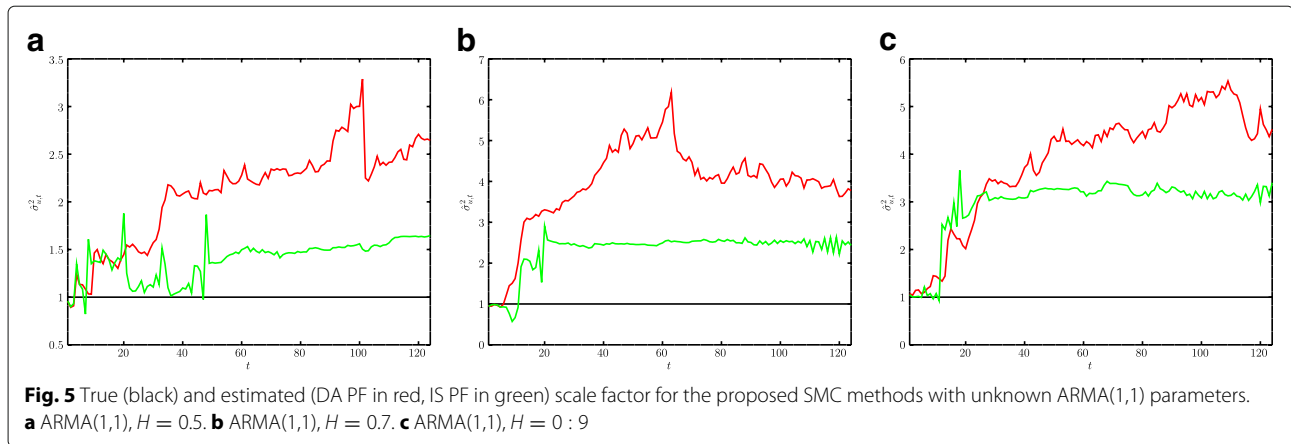 a
3.5
3
2.5
2
1.5
1
0.5
20 40 60 80 100 120
t
σ̂²u,t
b
7
6
5
4
3
2
1
0
20 40 60 80 100 120
t
σ̂²u,t
c
6
5
4
3
2
1
0
20 40 60 80 100 120
t
σ̂²u,t
Fig. 5 True (black) and estimated (DA PF in red, IS PF in green) scale factor for the proposed SMC methods with unknown ARMA(1,1) parameters.
a ARMA(1,1), H = 0.5. b ARMA(1,1), H = 0.7. c ARMA(1,1), H = 0 : 9